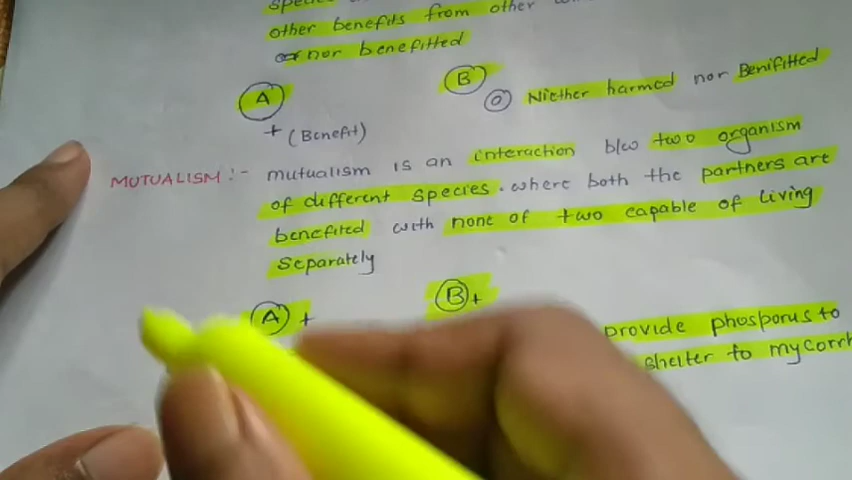 other benefits from other
nor benefitted
A B
O Niether harmed nor Benifitted
+ (Benefit)
MUTUALISM :- mutualism is an interaction b/w two organism
of different species. where both the partners are
benefited with none of two capable of living
Separately
A + B +
provide phosporus to
shelter to mycorrh